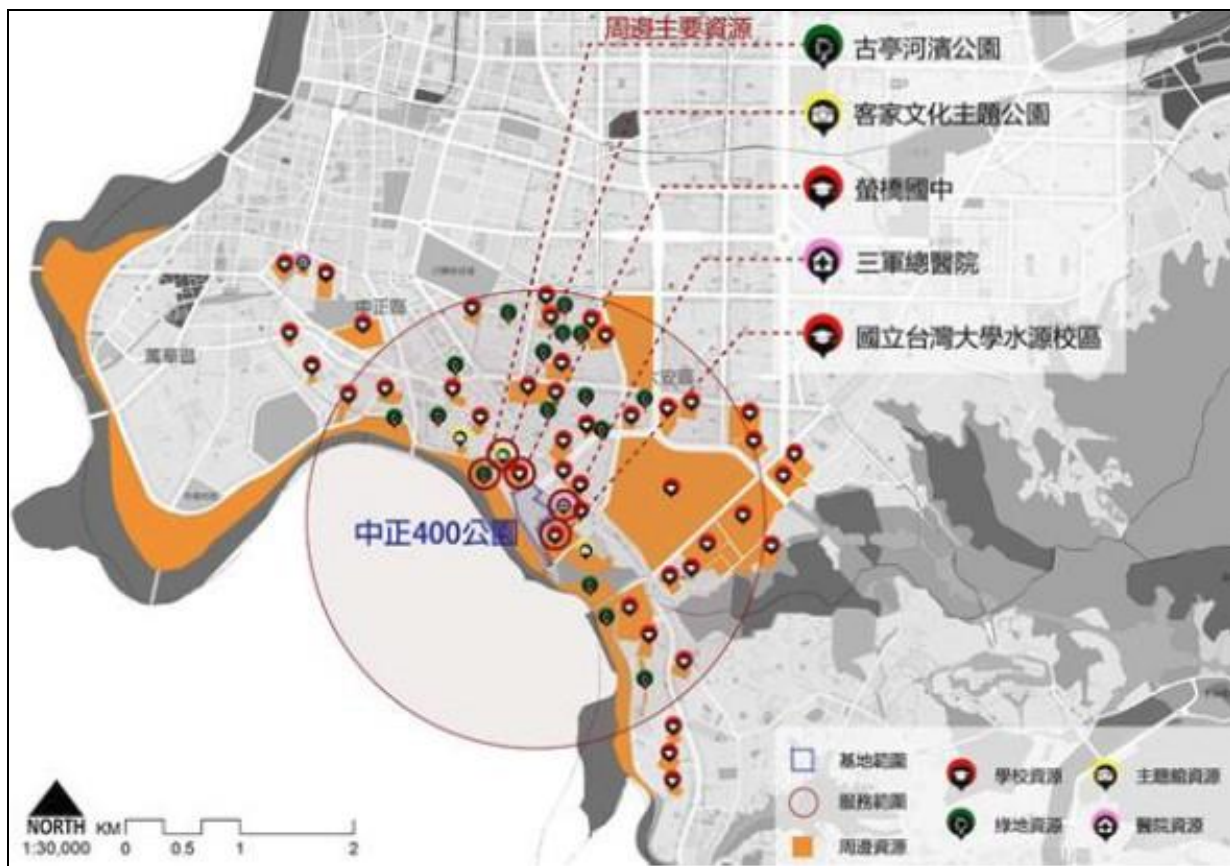 周邊主要資源
古亭河濱公園
客家文化主題公園
螢橋國中
三軍總醫院
國立台灣大學水源校區
中正區
萬華區
大安區
中正400公園
基地範圍
服務範圍
周邊資源
學校資源
綠地資源
主題館資源
醫院資源
NORTH
1:30,000
KM
0 0.5 1 2